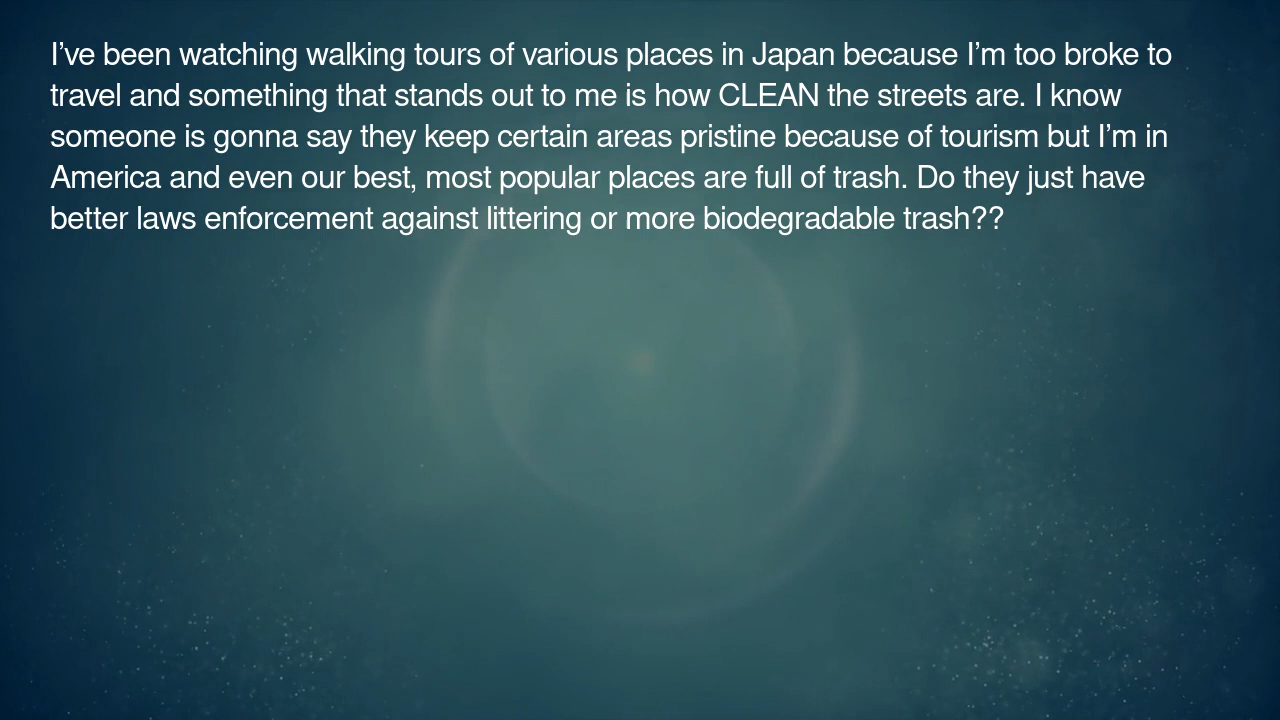 I’ve been watching walking tours of various places in Japan because I’m too broke to
travel and something that stands out to me is how CLEAN the streets are. I know
someone is gonna say they keep certain areas pristine because of tourism but I’m in
America and even our best, most popular places are full of trash. Do they just have
better laws enforcement against littering or more biodegradable trash??